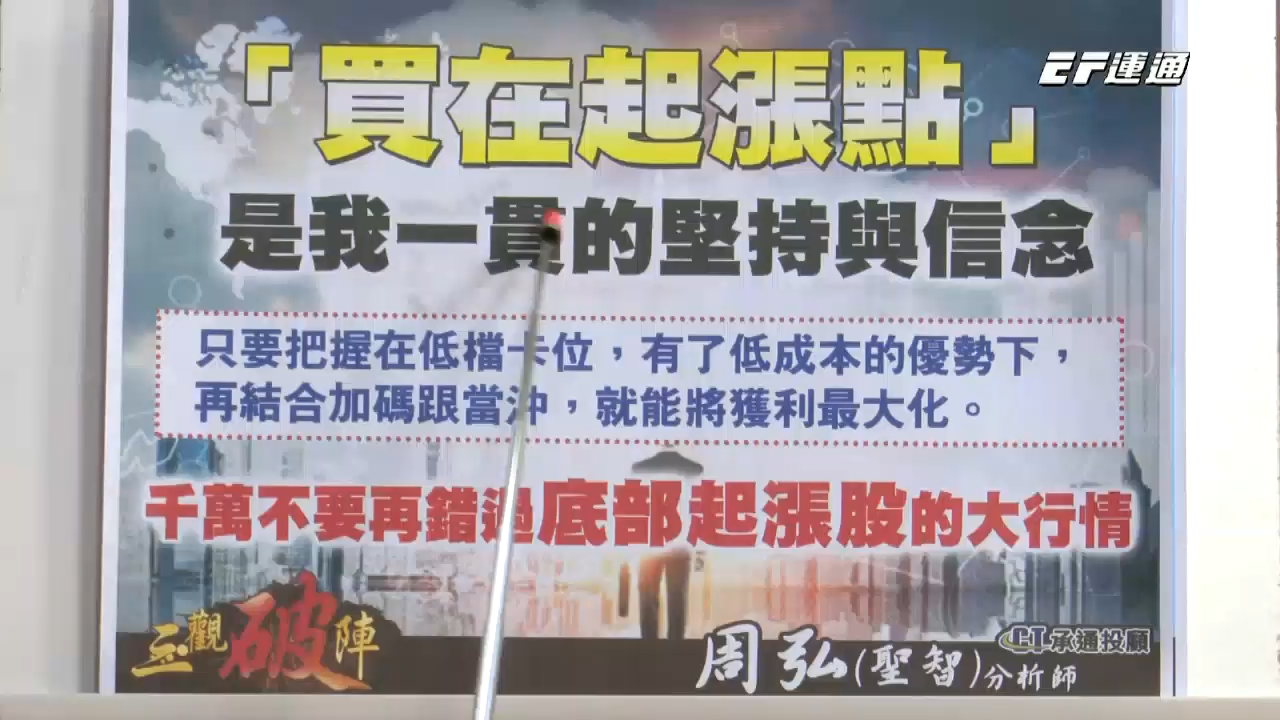 「買在起漲點」
EF運通
是我一貫的堅持與信念
只要把握在低檔卡位，有了低成本的優勢下，
再結合加碼跟當沖，就能將獲利最大化。
千萬不要再錯過底部起漲股的大行情
三觀破陣
周弘(聖智)分析師
CT承通投顧